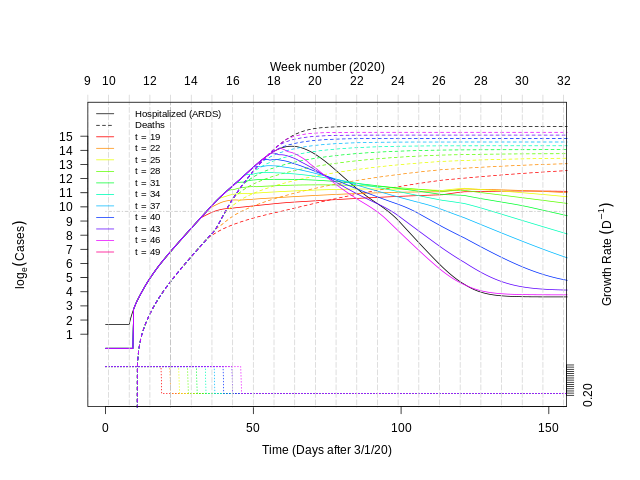 Week number (2020)
9 10 12 14 16 18 20 22 24 26 28 30 32
Hospitalized (ARDS)
Deaths
t = 19
t = 22
t = 25
t = 28
t = 31
t = 34
t = 37
t = 40
t = 43
t = 46
t = 49
15
14
13
12
11
10
9
8
7
6
5
4
3
2
1
logₑ(Cases)
Growth Rate (D⁻¹)
0.20
0 50 100 150
Time (Days after 3/1/20)